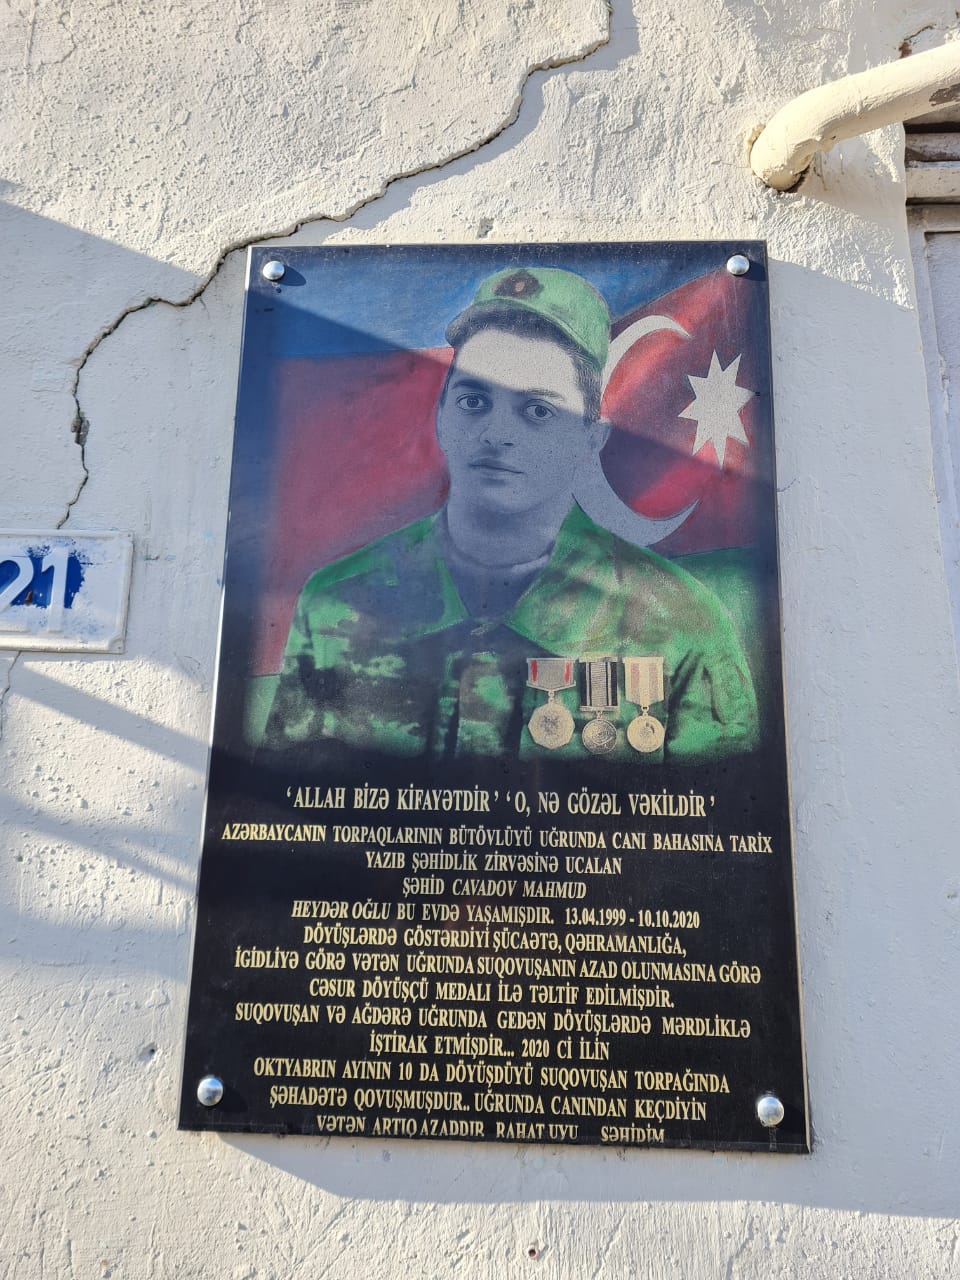 21
‘ALLAH BİZƏ KİFAYƏTDİR’ ‘O, NƏ GÖZƏL VƏKİLDİR’
AZƏRBAYCANIN TORPAQLARININ BÜTÖVLÜYÜ UĞRUNDA CANI BAHASINA TARİX
YAZIB ŞƏHİDLİK ZİRVƏSİNƏ UCALAN
ŞƏHİD CAVADOV MAHMUD
HEYDƏR OĞLU BU EVDƏ YAŞAMIŞDIR. 13.04.1999 - 10.10.2020
DÖYÜŞLƏRDƏ GÖSTƏRDİYİ ŞÜCAƏTƏ, QƏHRAMANLIĞA,
İGİDLİYƏ GÖRƏ VƏTƏN UĞRUNDA SUQOVUŞANIN AZAD OLUNMASINA GÖRƏ
CƏSUR DÖYÜŞÇÜ MEDALI İLƏ TƏLTİF EDİLMİŞDİR.
SUQOVUŞAN VƏ AĞDƏRƏ UĞRUNDA GEDƏN DÖYÜŞLƏRDƏ MƏRDLİKLƏ
İŞTİRAK ETMİŞDİR... 2020 Cİ İLİN
OKTYABRIN AYININ 10 DA DÖYÜŞDÜYÜ SUQOVUŞAN TORPAĞINDA
ŞƏHADƏTƏ QOVUŞMUŞDUR.. UĞRUNDA CANINDAN KEÇDİYİN
VƏTƏN ARTIQ AZADDIR RAHAT UYU ŞƏHİDİM